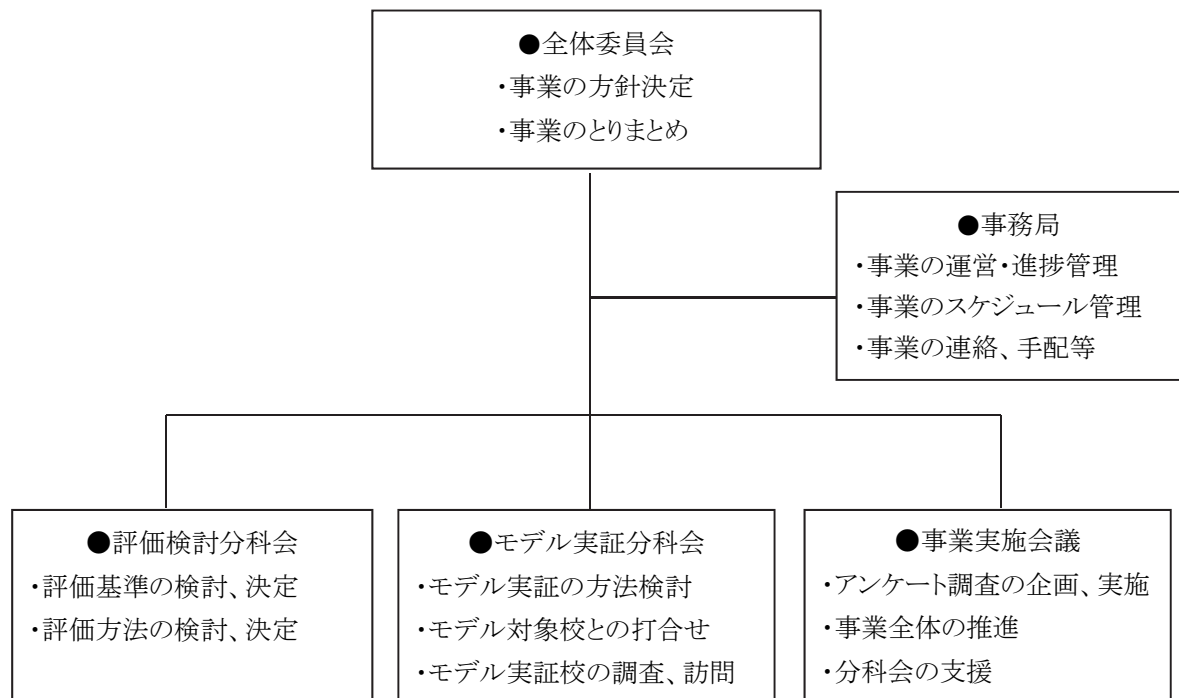 ●全体委員会
・事業の方針決定
・事業のとりまとめ
●事務局
・事業の運営・進捗管理
・事業のスケジュール管理
・事業の連絡、手配等
●評価検討分科会
・評価基準の検討、決定
・評価方法の検討、決定
●モデル実証分科会
・モデル実証の方法検討
・モデル対象校との打合せ
・モデル実証校の調査、訪問
●事業実施会議
・アンケート調査の企画、実施
・事業全体の推進
・分科会の支援